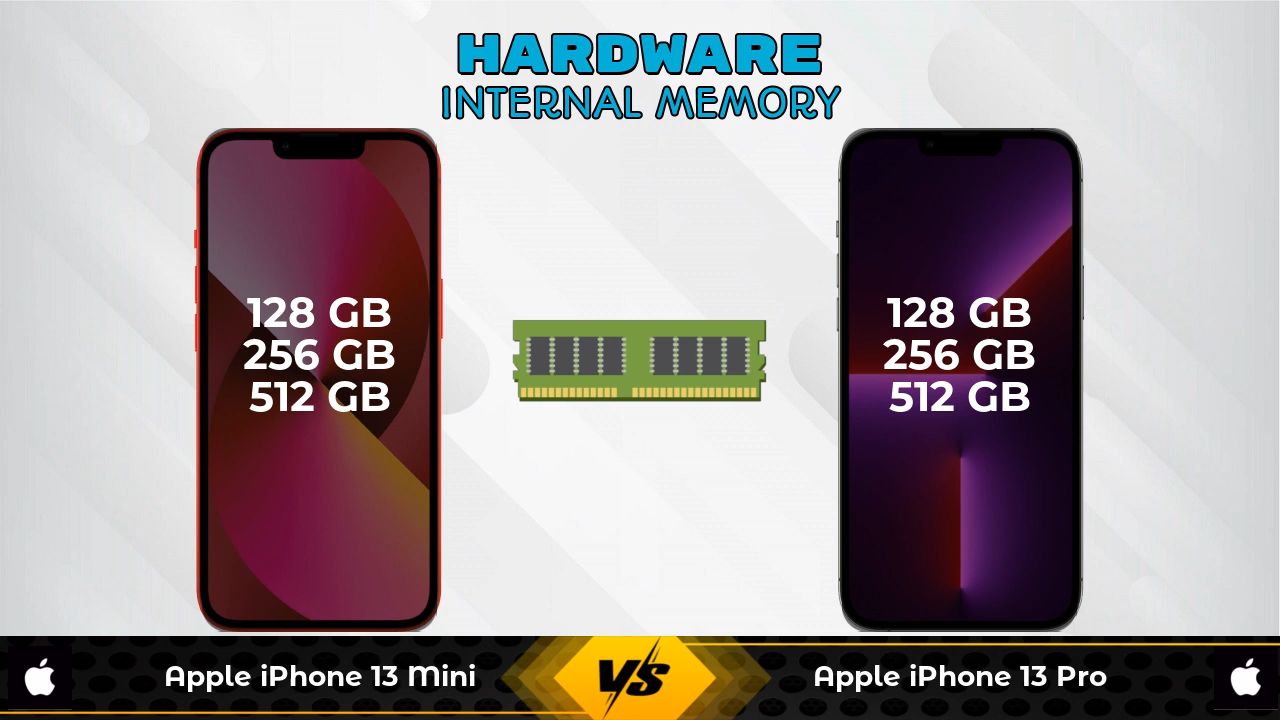 HARDWARE
INTERNAL MEMORY
128 GB
256 GB
512 GB
128 GB
256 GB
512 GB
Apple iPhone 13 Mini
VS
Apple iPhone 13 Pro